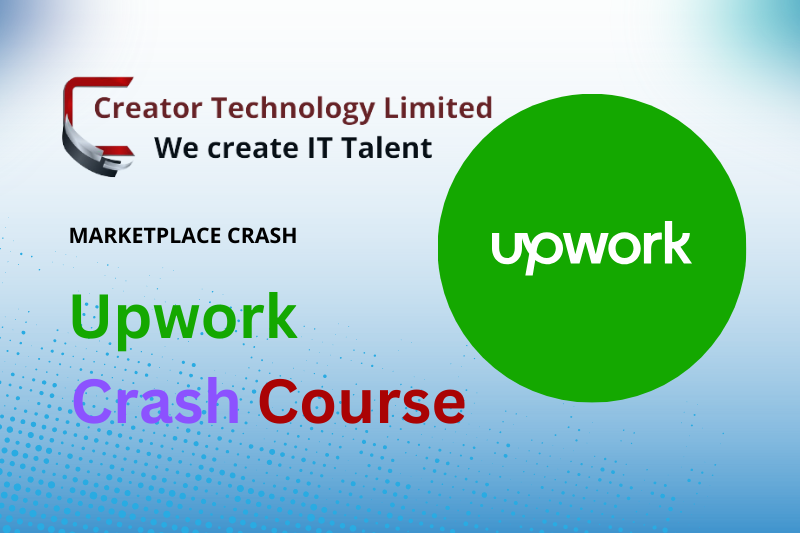 Creator Technology Limited
We create IT Talent
MARKETPLACE CRASH
upwork
Upwork
Crash Course